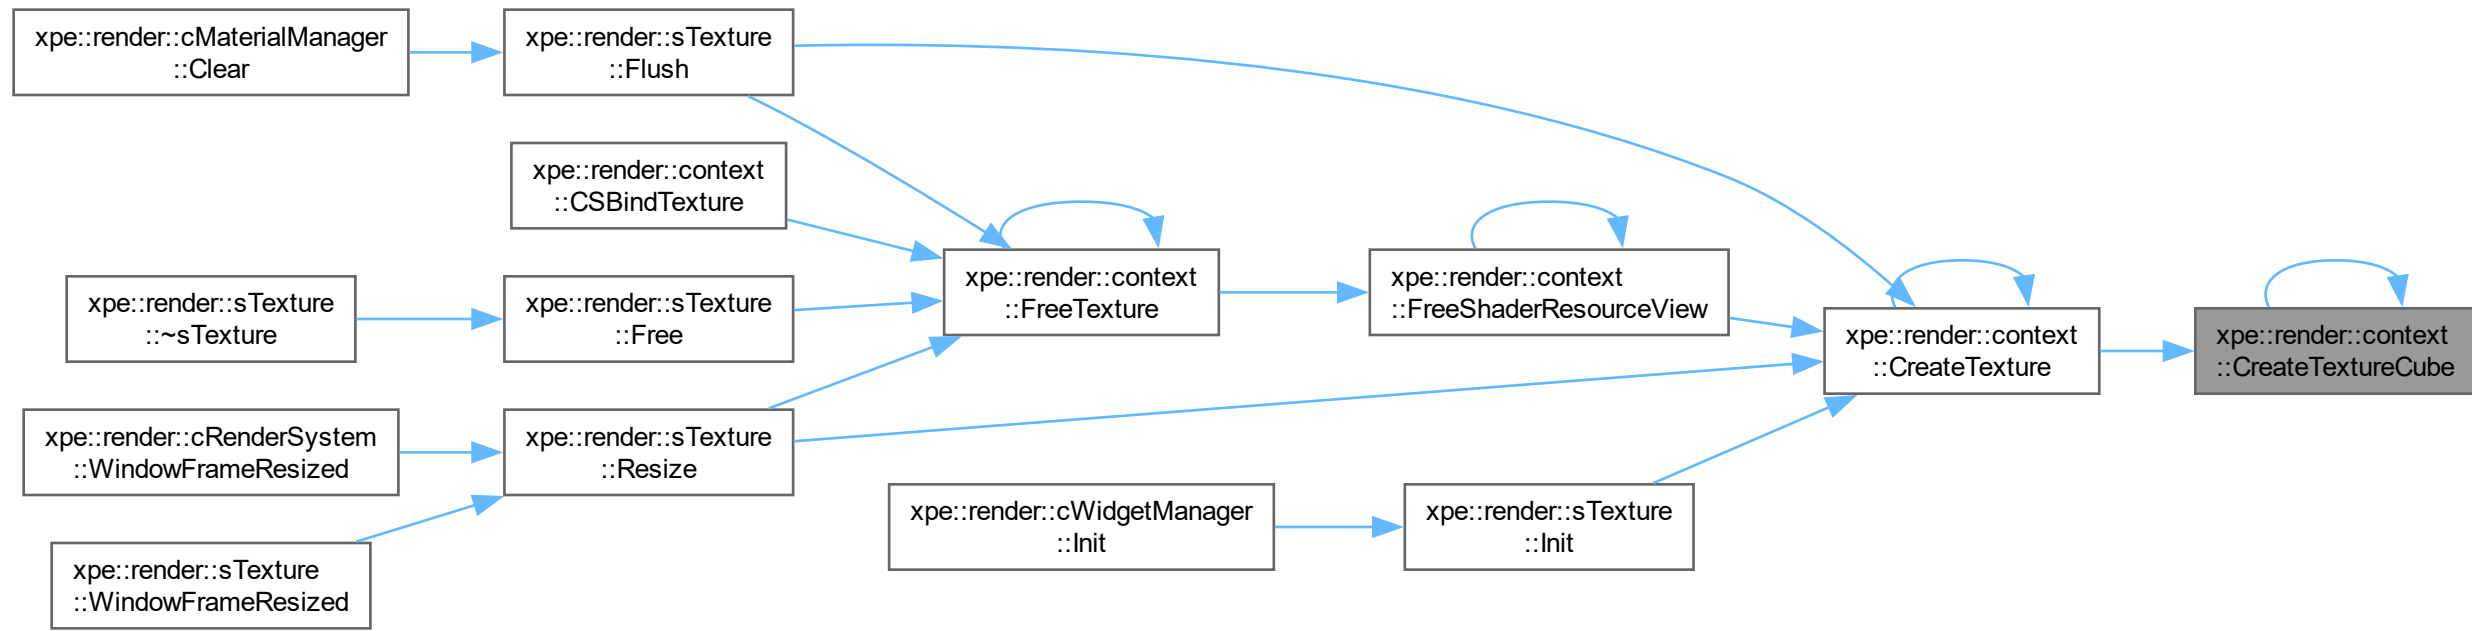 xpe::render::cMaterialManager
::Clear
xpe::render::sTexture
::Flush
xpe::render::context
::CSBindTexture
xpe::render::sTexture
::~sTexture
xpe::render::sTexture
::Free
xpe::render::context
::FreeTexture
xpe::render::context
::FreeShaderResourceView
xpe::render::context
::CreateTexture
xpe::render::context
::CreateTextureCube
xpe::render::cRenderSystem
::WindowFrameResized
xpe::render::sTexture
::Resize
xpe::render::cWidgetManager
::Init
xpe::render::sTexture
::Init
xpe::render::sTexture
::WindowFrameResized